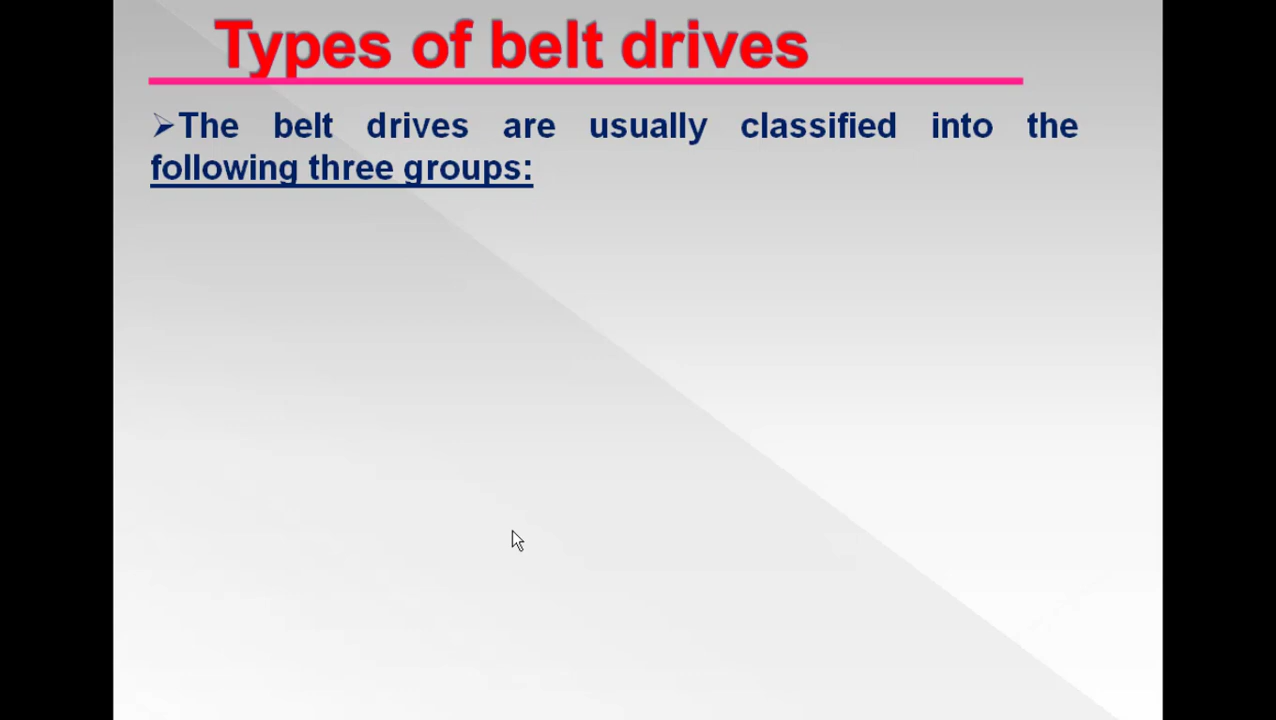 Types of belt drives
➢The belt drives are usually classified into the
following three groups: